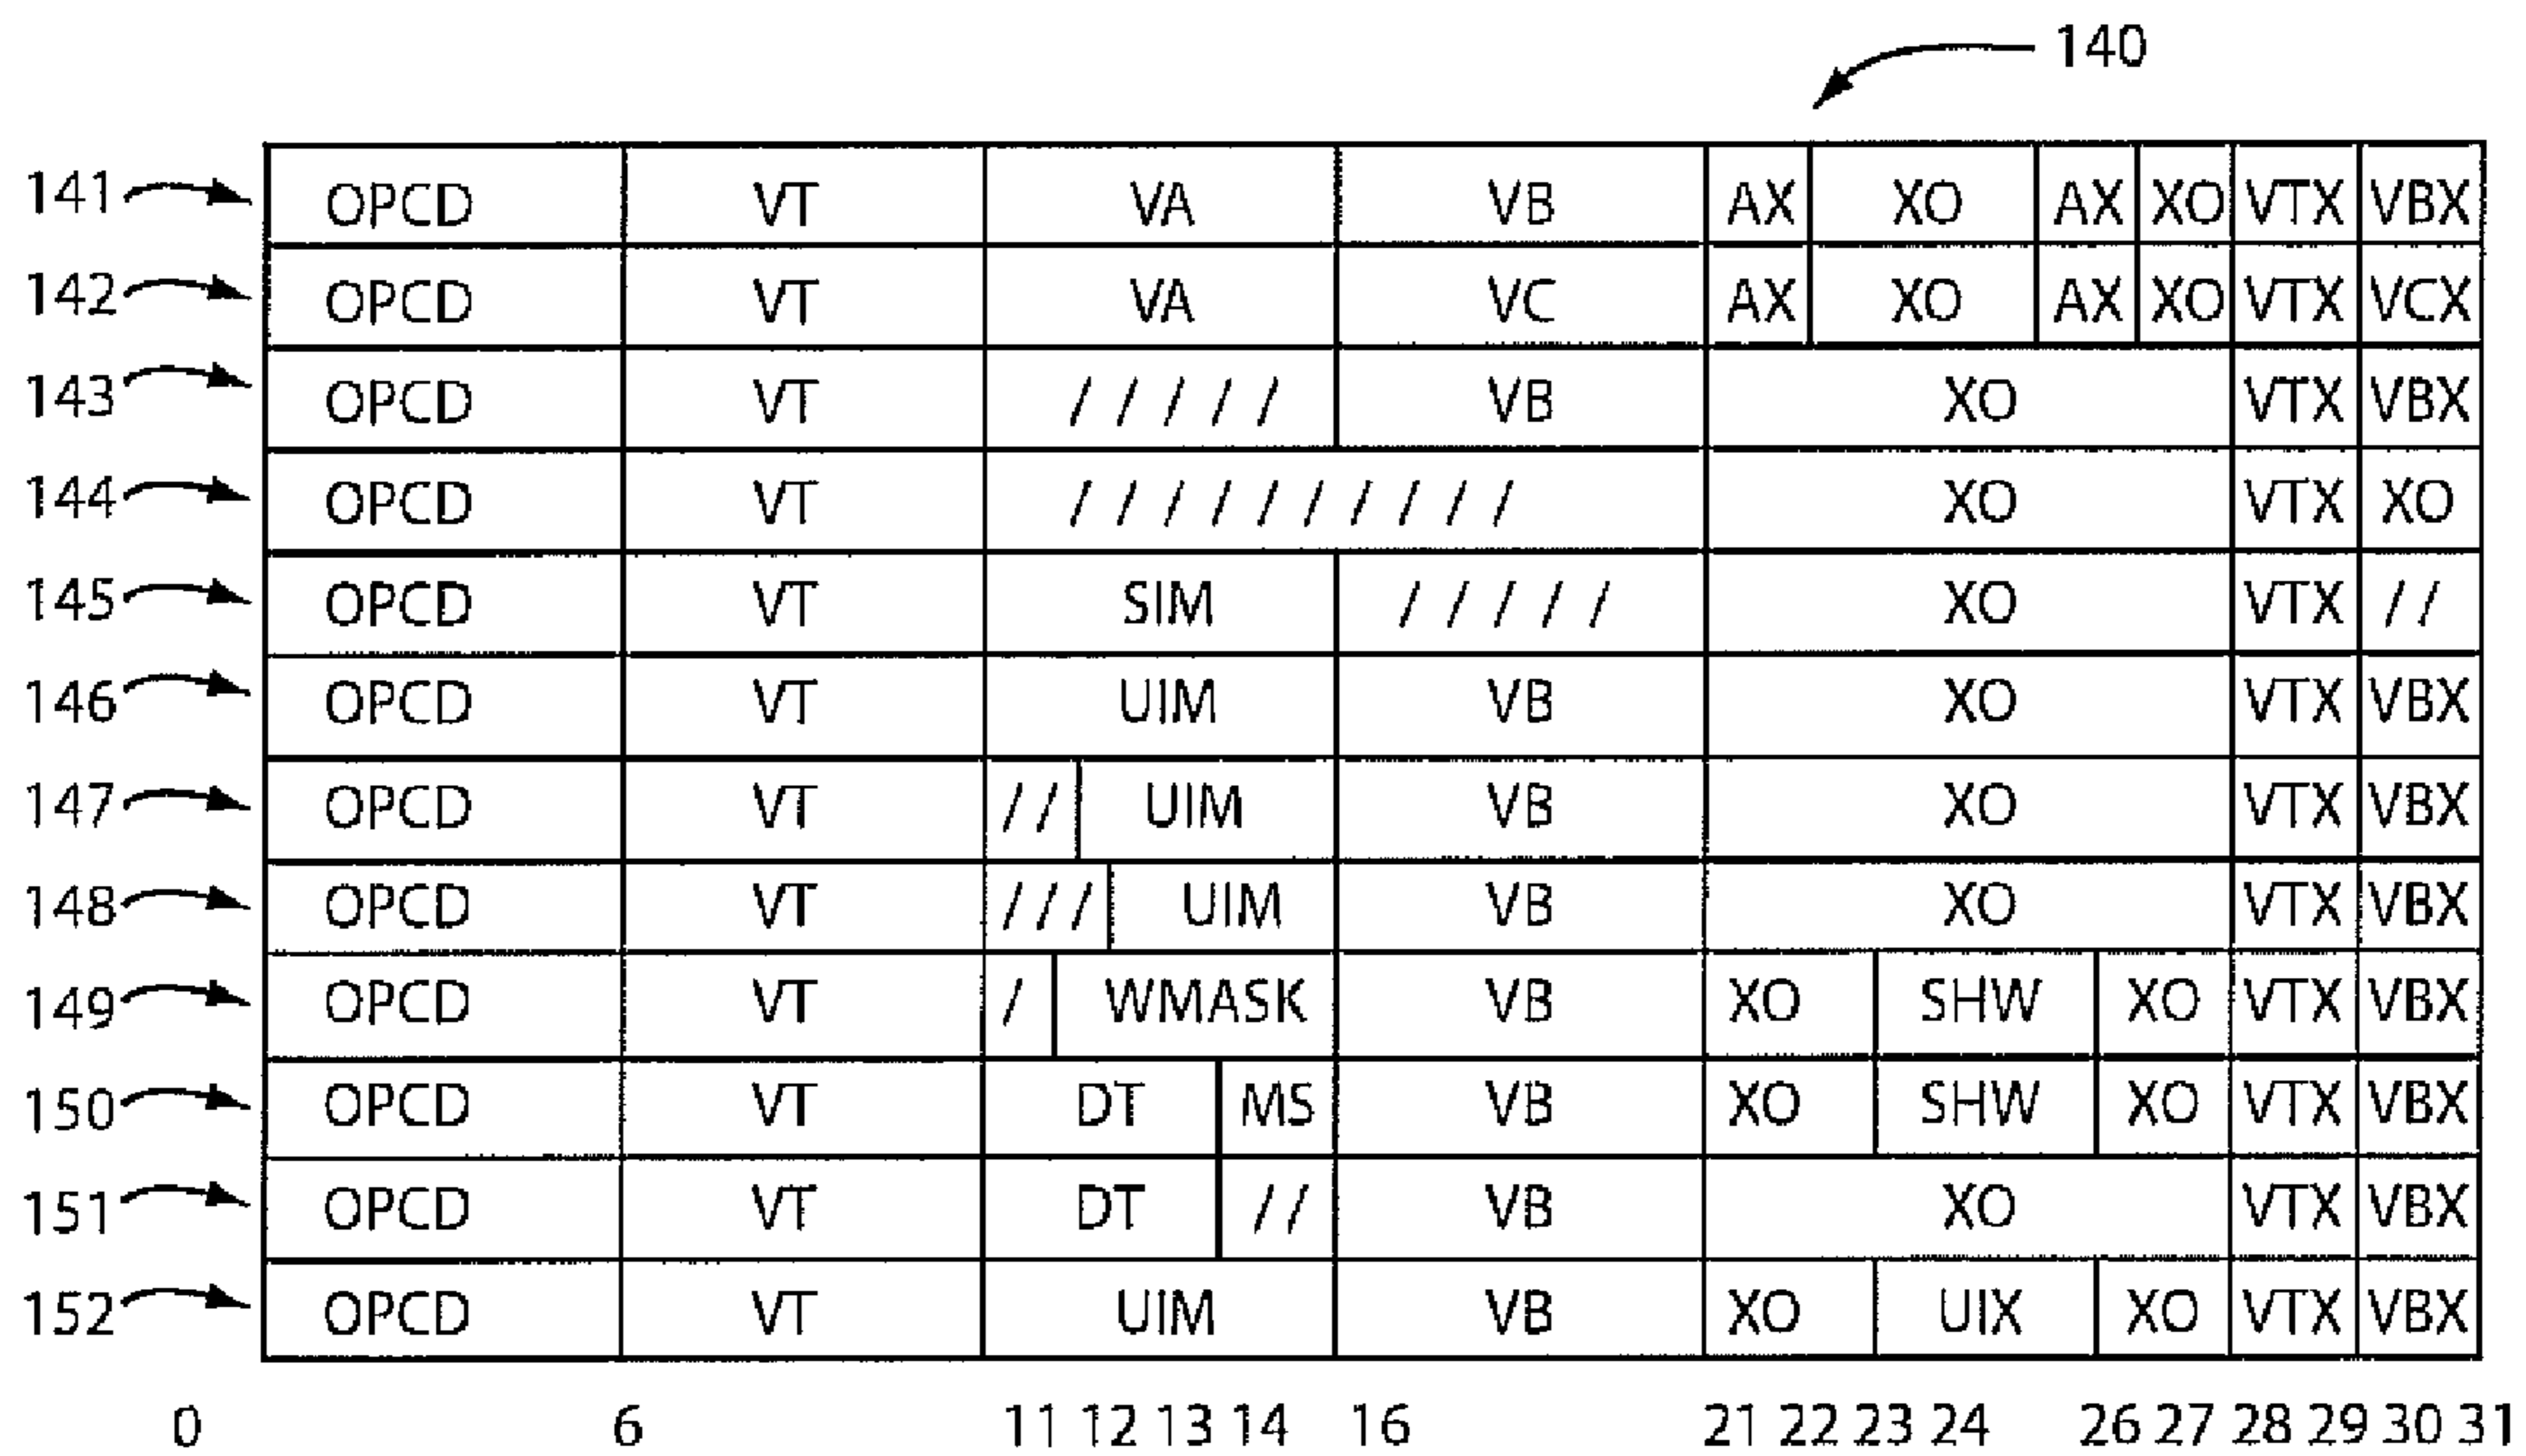 140
141 OPCD VT VA VB AX XO AX XO VTX VBX
142 OPCD VT VA VC AX XO AX XO VTX VCX
143 OPCD VT / / / / / VB XO VTX VBX
144 OPCD VT / / / / / / / / / / XO VTX XO
145 OPCD VT SIM / / / / / XO VTX / /
146 OPCD VT UIM VB XO VTX VBX
147 OPCD VT / / UIM VB XO VTX VBX
148 OPCD VT / / / UIM VB XO VTX VBX
149 OPCD VT / WMASK VB XO SHW XO VTX VBX
150 OPCD VT DT MS VB XO SHW XO VTX VBX
151 OPCD VT DT / / VB XO VTX VBX
152 OPCD VT UIM VB XO UIX XO VTX VBX
0 6 11 12 13 14 16 21 22 23 24 26 27 28 29 30 31